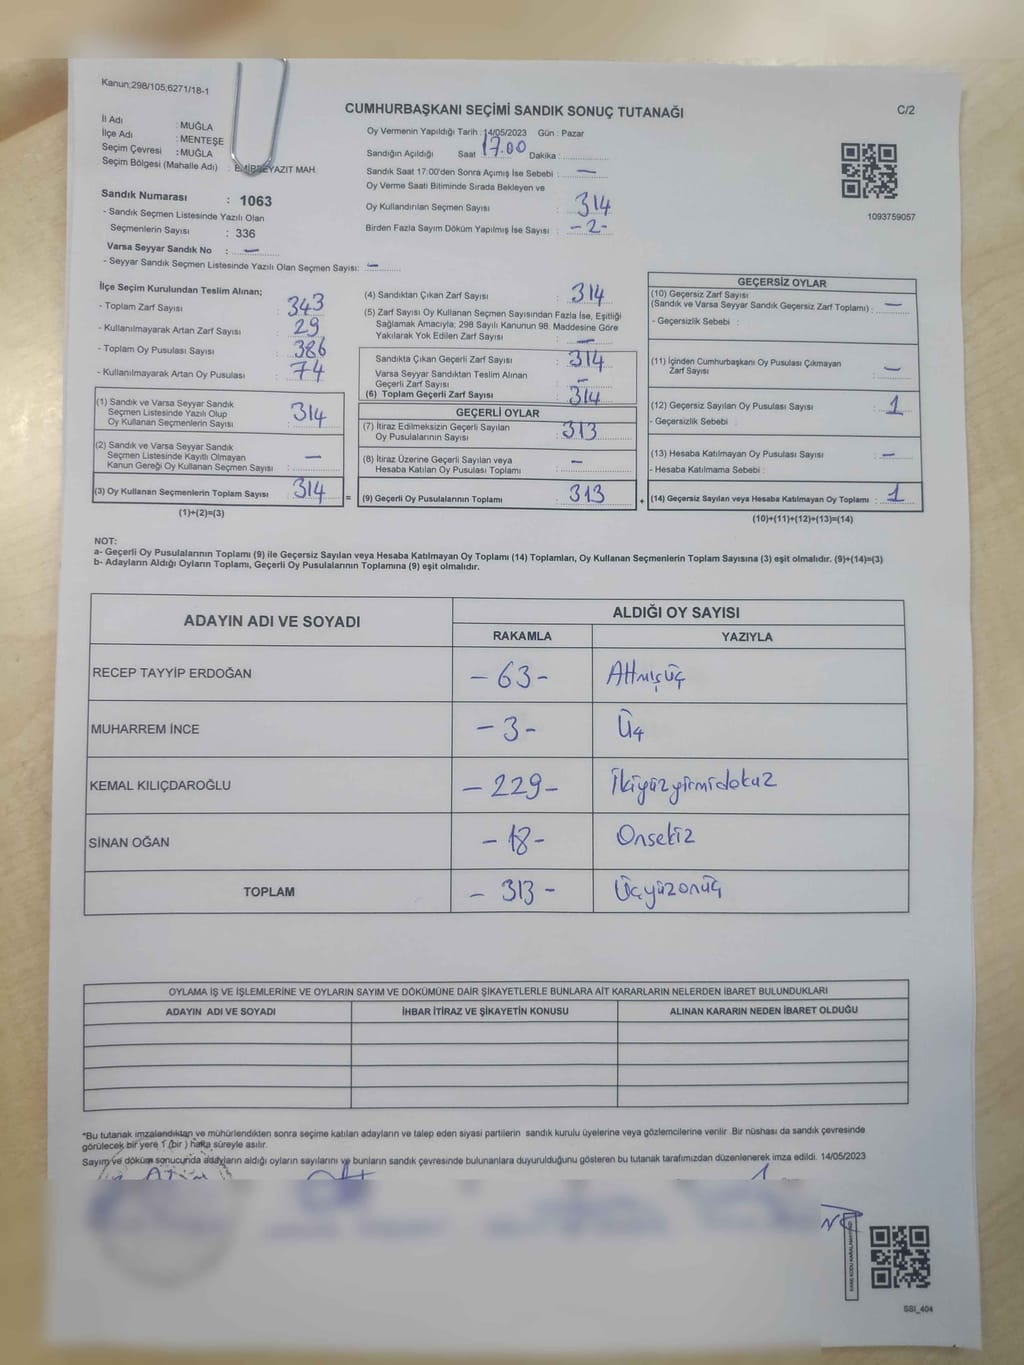 Kanun;298/105;6271/18-1
C/2
CUMHURBAŞKANI SEÇİMİ SANDIK SONUÇ TUTANAĞI
İl Adı : MUĞLA
İlçe Adı : MENTEŞE
Seçim Çevresi : MUĞLA
Seçim Bölgesi (Mahalle Adı) : EMİRBEYAZIT MAH.
Oy Vermenin Yapıldığı Tarih : 14/05/2023 Gün : Pazar
Sandığın Açıldığı Saat 17.00 Dakika :
Sandık Saat 17:00'den Sonra Açılmış İse Sebebi : —
Oy Verme Saati Bitiminde Sırada Bekleyen ve
Oy Kullandırılan Seçmen Sayısı : 314
Birden Fazla Sayım Döküm Yapılmış İse Sayısı : -2-
1093759057
Sandık Numarası : 1063
- Sandık Seçmen Listesinde Yazılı Olan
Seçmenlerin Sayısı : 336
Varsa Seyyar Sandık No : —
- Seyyar Sandık Seçmen Listesinde Yazılı Olan Seçmen Sayısı: —
İlçe Seçim Kurulundan Teslim Alınan;
- Toplam Zarf Sayısı : 343
- Kullanılmayarak Artan Zarf Sayısı : 29
- Toplam Oy Pusulası Sayısı : 386
- Kullanılmayarak Artan Oy Pusulası : 74
(1) Sandık ve Varsa Seyyar Sandık
Seçmen Listesinde Yazılı Olup
Oy Kullanan Seçmenlerin Sayısı : 314
(2) Sandık ve Varsa Seyyar Sandık
Seçmen Listesinde Kayıtlı Olmayan
Kanun Gereği Oy Kullanan Seçmen Sayısı : —
(3) Oy Kullanan Seçmenlerin Toplam Sayısı : 314 =
(1)+(2)=(3)
(4) Sandıktan Çıkan Zarf Sayısı : 314
(5) Zarf Sayısı Oy Kullanan Seçmen Sayısından Fazla İse, Eşitliği
Sağlamak Amacıyla; 298 Sayılı Kanunun 98. Maddesine Göre
Yakılarak Yok Edilen Zarf Sayısı : —
Sandıkta Çıkan Geçerli Zarf Sayısı : 314
Varsa Seyyar Sandıktan Teslim Alınan
Geçerli Zarf Sayısı : —
(6) Toplam Geçerli Zarf Sayısı : 314
GEÇERLİ OYLAR
(7) İtiraz Edilmeksizin Geçerli Sayılan
Oy Pusulalarının Sayısı : 313
(8) İtiraz Üzerine Geçerli Sayılan veya
Hesaba Katılan Oy Pusulası Toplamı : —
(9) Geçerli Oy Pusulalarının Toplamı : 313 +
GEÇERSİZ OYLAR
(10) Geçersiz Zarf Sayısı
(Sandık ve Varsa Seyyar Sandık Geçersiz Zarf Toplamı) : —
- Geçersizlik Sebebi :
(11) İçinden Cumhurbaşkanı Oy Pusulası Çıkmayan
Zarf Sayısı : —
(12) Geçersiz Sayılan Oy Pusulası Sayısı : 1
- Geçersizlik Sebebi :
(13) Hesaba Katılmayan Oy Pusulası Sayısı : —
- Hesaba Katılmama Sebebi :
(14) Geçersiz Sayılan veya Hesaba Katılmayan Oy Toplamı : 1
(10)+(11)+(12)+(13)=(14)
NOT:
a- Geçerli Oy Pusulalarının Toplamı (9) ile Geçersiz Sayılan veya Hesaba Katılmayan Oy Toplamı (14) Toplamları, Oy Kullanan Seçmenlerin Toplam Sayısına (3) eşit olmalıdır. (9)+(14)=(3)
b- Adayların Aldığı Oyların Toplamı, Geçerli Oy Pusulalarının Toplamına (9) eşit olmalıdır.
ADAYIN ADI VE SOYADI
ALDIĞI OY SAYISI
RAKAMLA YAZIYLA
RECEP TAYYİP ERDOĞAN -63- Altmışüç
MUHARREM İNCE -3- Üç
KEMAL KILIÇDAROĞLU -229- İkiyüzyirmidokuz
SİNAN OĞAN -18- Onsekiz
TOPLAM -313- Üçyüzonüç
OYLAMA İŞ VE İŞLEMLERİNE VE OYLARIN SAYIM VE DÖKÜMÜNE DAİR ŞİKAYETLERLE BUNLARA AİT KARARLARIN NELERDEN İBARET BULUNDUKLARI
ADAYIN ADI VE SOYADI İHBAR İTİRAZ VE ŞİKAYETİN KONUSU ALINAN KARARIN NEDEN İBARET OLDUĞU
*Bu tutanak imzalandıktan ve mühürlendikten sonra seçime katılan adayların ve talep eden siyasi partilerin sandık kurulu üyelerine veya gözlemcilerine verilir. Bir nüshası da sandık çevresinde
görülecek bir yere 1 (bir) hafta süreyle asılır.
Sayım ve döküm sonucunda adayların aldığı oyların sayılarını ve bunların sandık çevresinde bulunanlara duyurulduğunu gösteren bu tutanak tarafımızdan düzenlenerek imza edildi. 14/05/2023
SSI_404